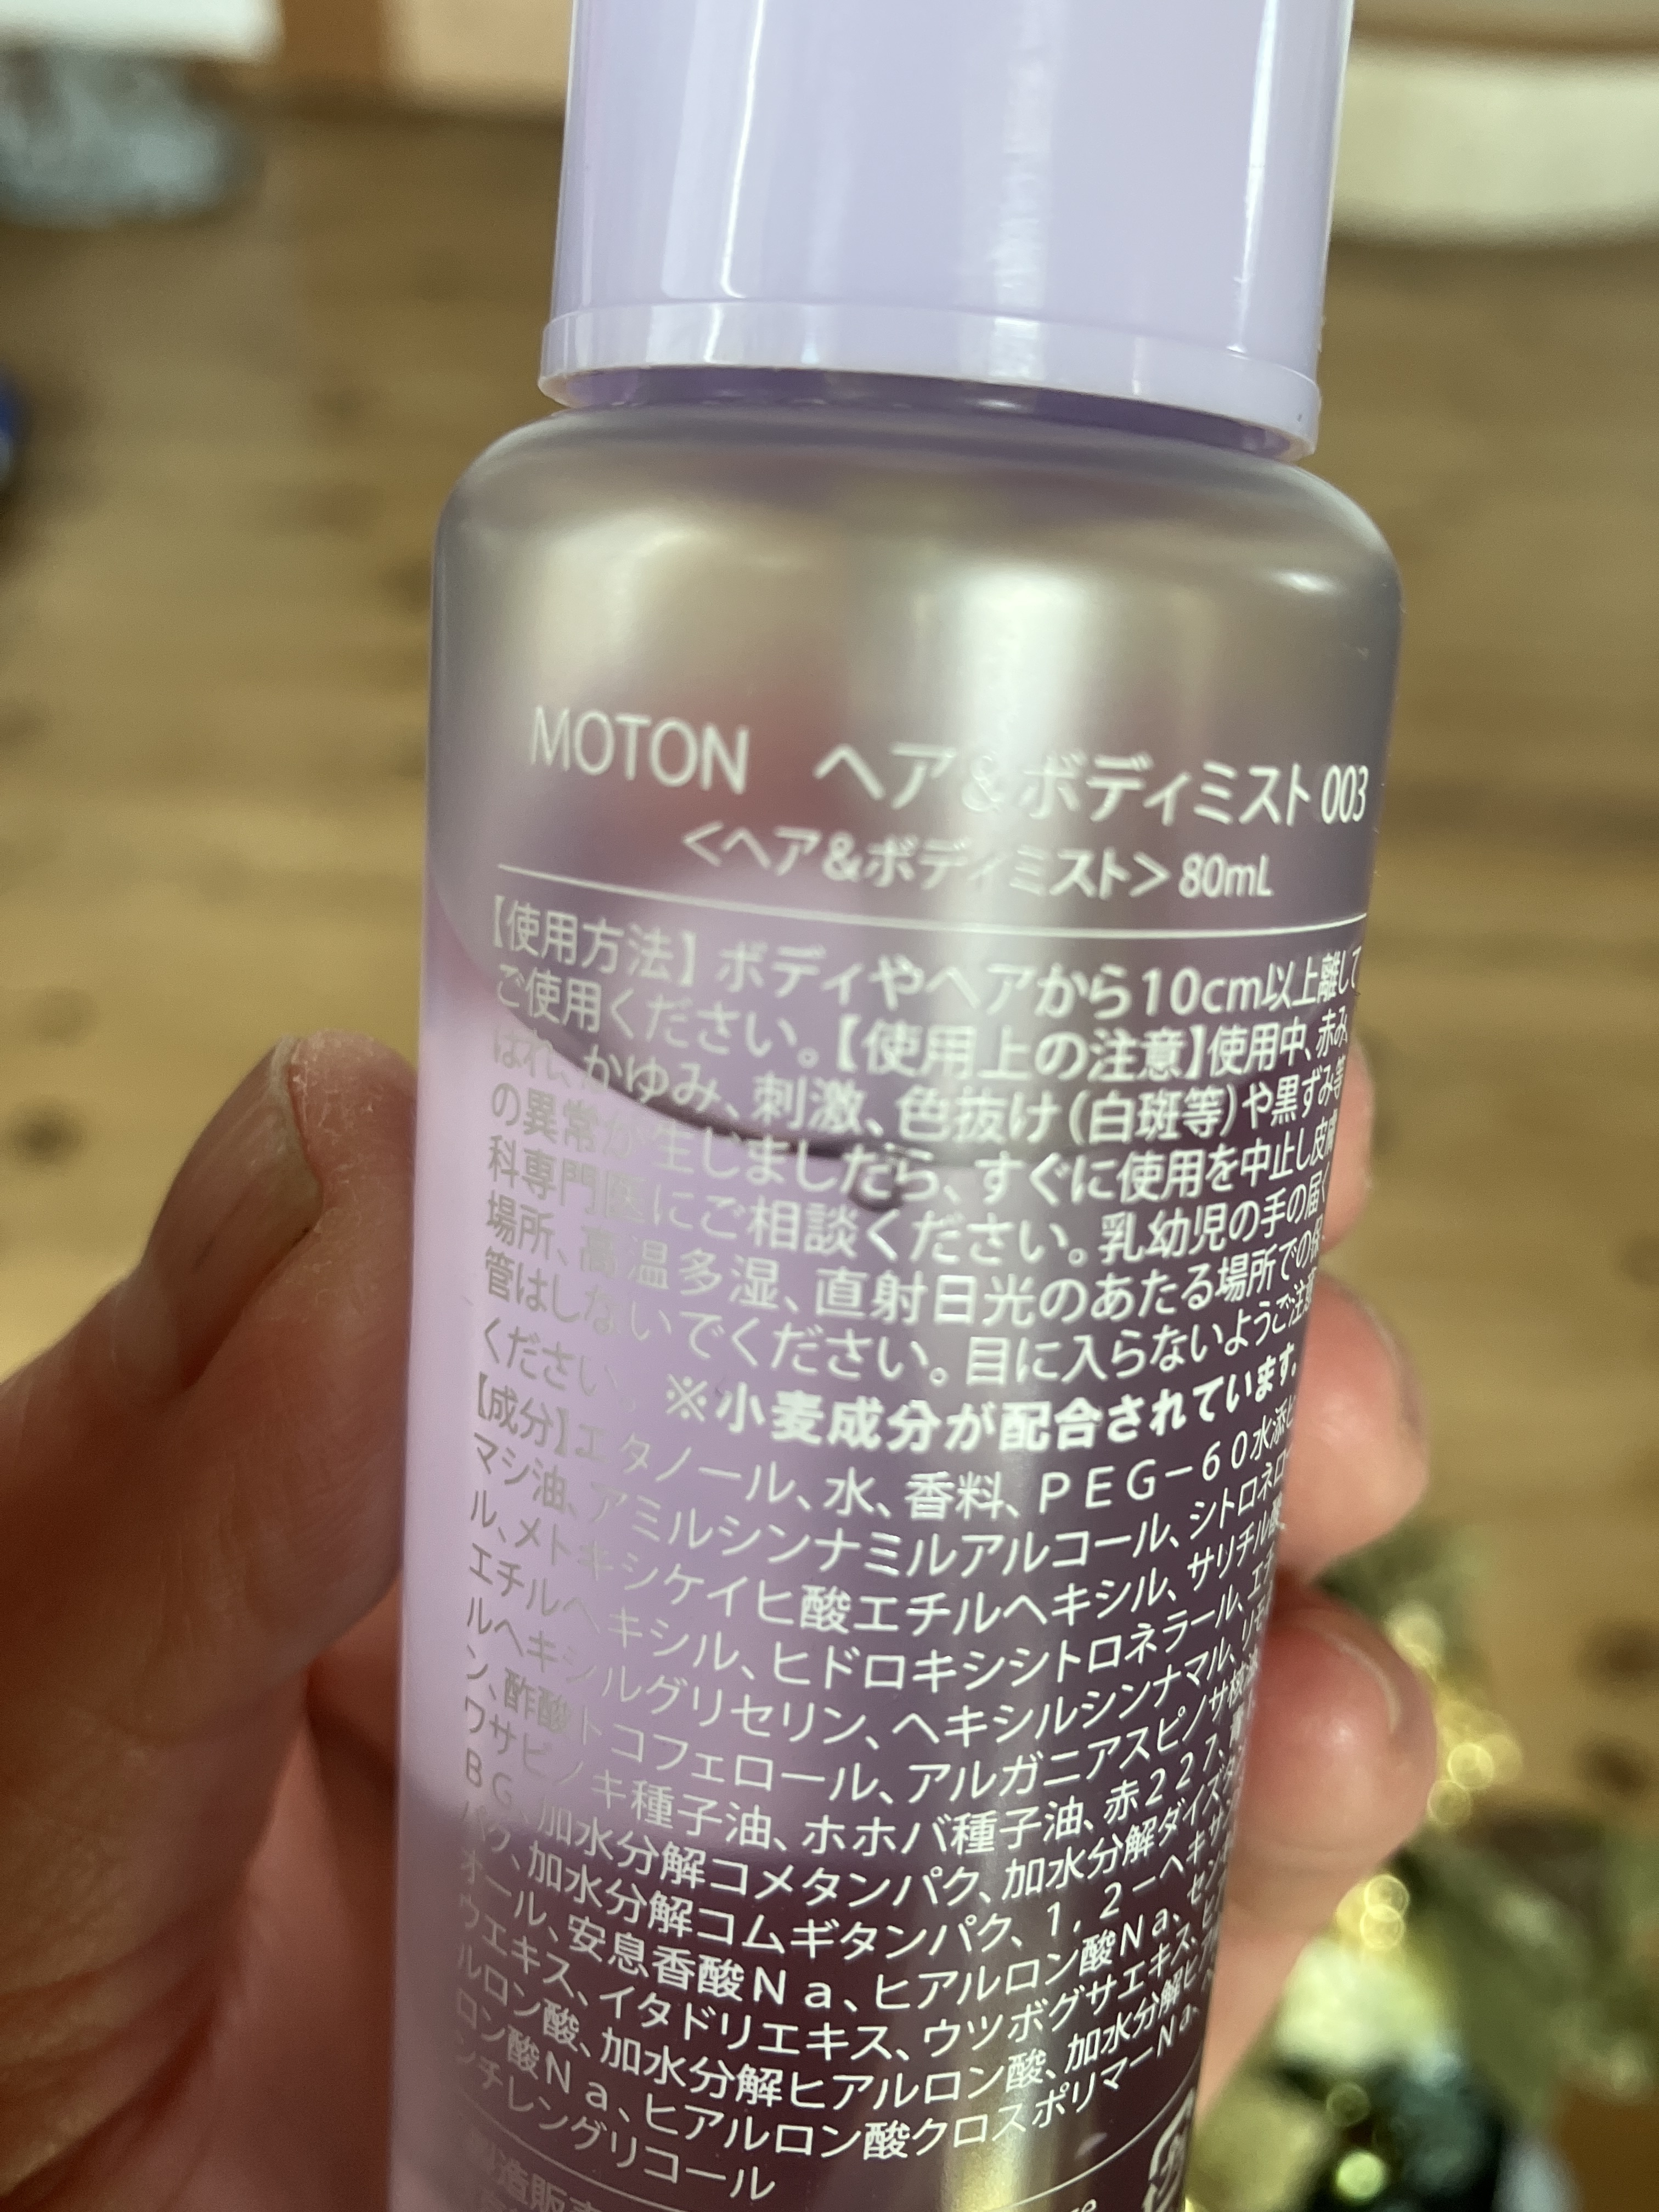 MOTON ヘア&ボディミスト 003
<ヘア&ボディミスト> 80mL
【使用方法】ボディやヘアから10cm以上離して
ご使用ください。【使用上の注意】使用中、赤み、
はれ、かゆみ、刺激、色抜け(白斑等)や黒ずみ等
の異常が生じましたら、すぐに使用を中止し皮膚
科専門医にご相談ください。乳幼児の手の届く
場所、高温多湿、直射日光のあたる場所での保
管はしないでください。目に入らないようご注意
ください。 ※小麦成分が配合されています。
【成分】エタノール、水、香料、PEG-60水添ヒ
マシ油、アミルシンナミルアルコール、シトロネロー
ル、メトキシケイヒ酸エチルヘキシル、サリチル酸
エチルヘキシル、ヒドロキシシトロネラール、エチ
ルヘキシルグリセリン、ヘキシルシンナマル、リモ
ン、酢酸トコフェロール、アルガニアスピノサ核
ワサビノキ種子油、ホホバ種子油、赤227、
BG、加水分解コメタンパク、加水分解ダイズ
パク、加水分解コムギタンパク、1,2-ヘキサ
オール、安息香酸Na、ヒアルロン酸Na、セン
ウエキス、イタドリエキス、ウツボグサエキス、
ルロン酸、加水分解ヒアルロン酸、加水分解ヒア
ロン酸Na、ヒアルロン酸クロスポリマーNa、
ンチレングリコール
製造販売